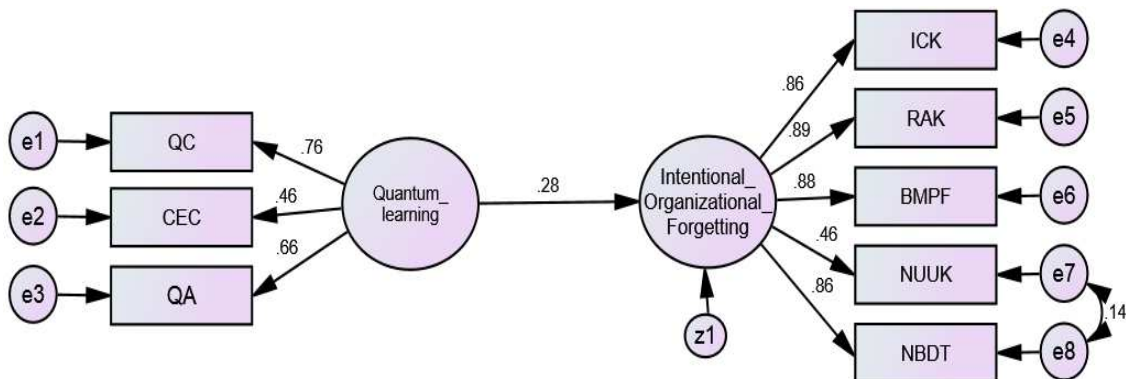 e1
QC
.76
e2
CEC
.46
e3
QA
.66
Quantum_
learning
.28
Intentional_
Organizational_
Forgetting
z1
.86
ICK
e4
.89
RAK
e5
.88
BMPF
e6
.46
NUUK
e7
.86
NBDT
e8
.14